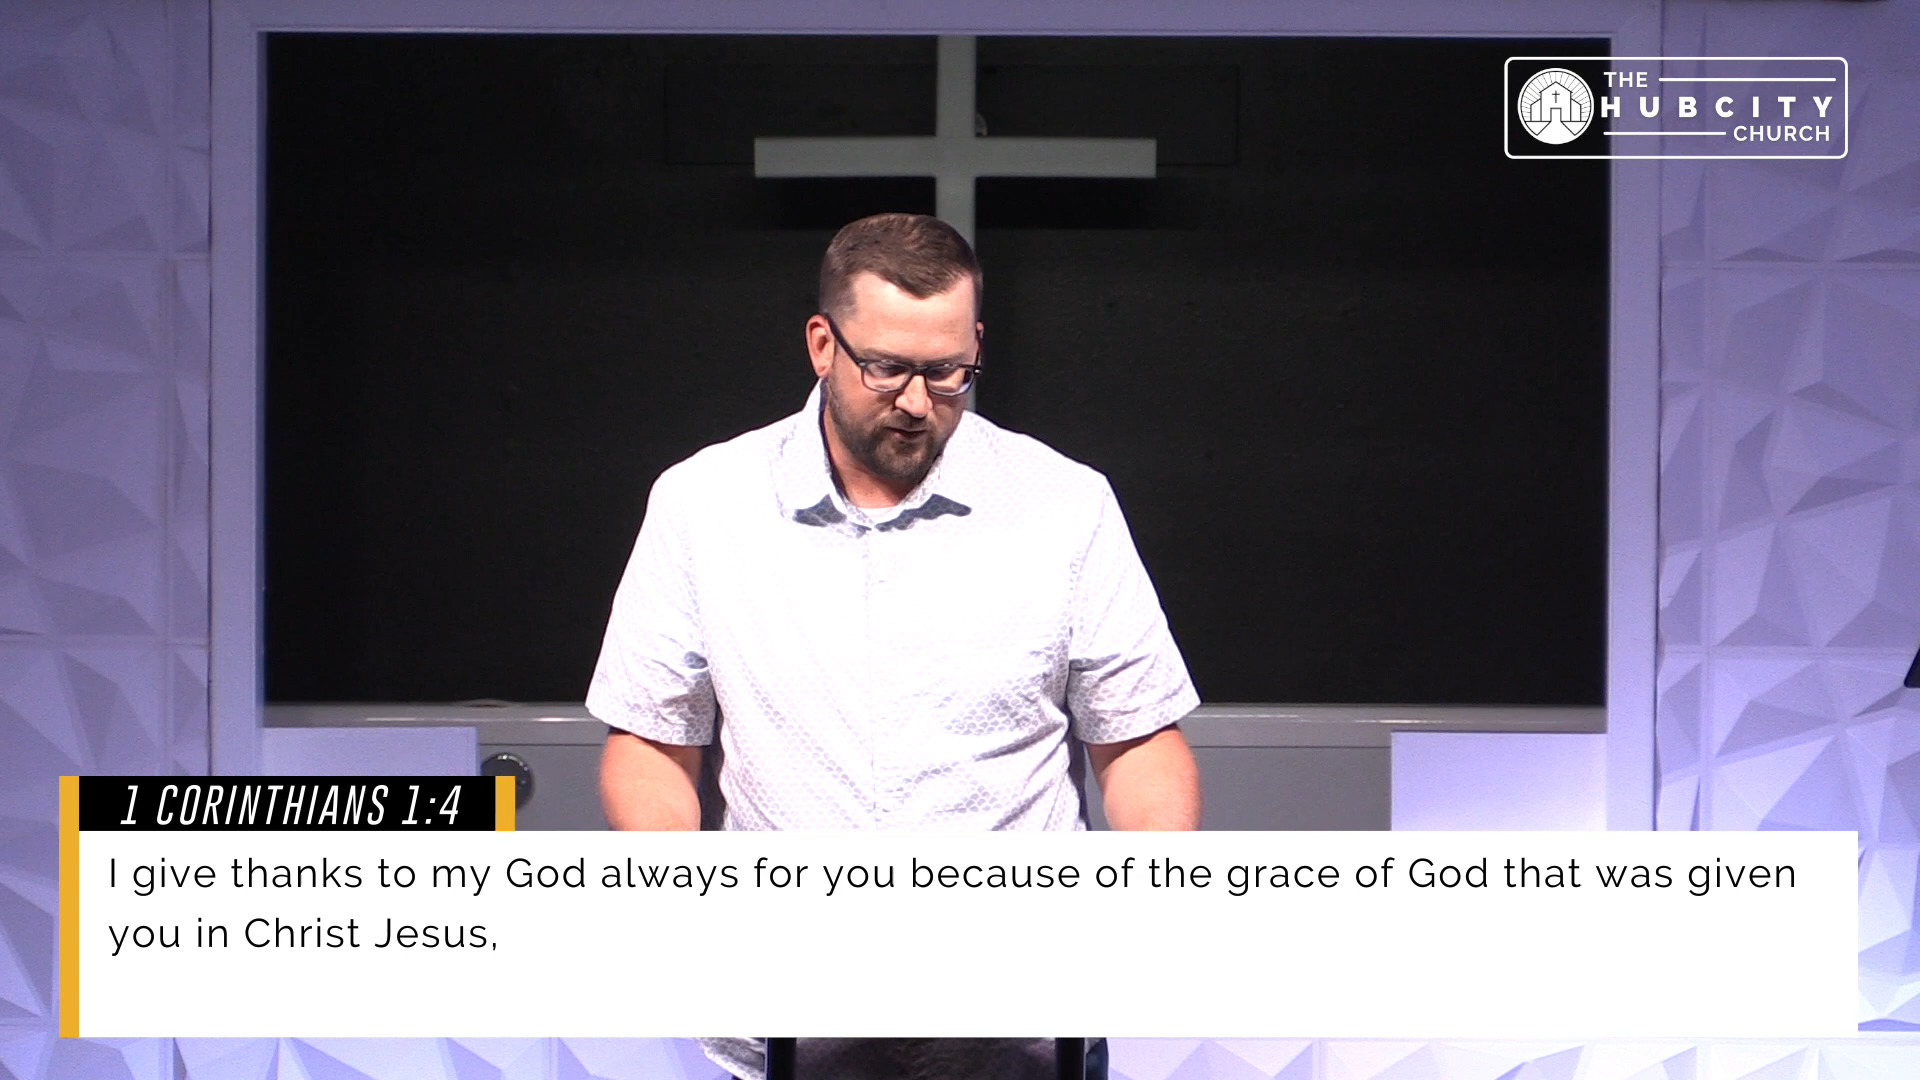 THE
HUBCITY
CHURCH
1 CORINTHIANS 1:4
I give thanks to my God always for you because of the grace of God that was given
you in Christ Jesus,